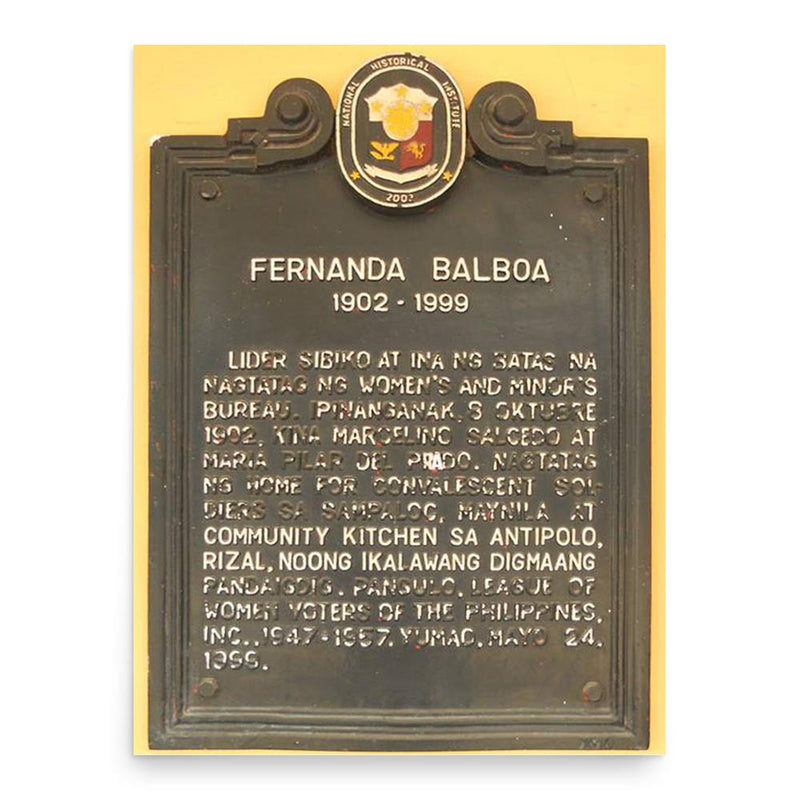 NATIONAL HISTORICAL INSTITUTE
2002
FERNANDA BALBOA
1902 - 1999
LIDER SIBIKO AT INA NG BATAS NA
NAGTATAG NG WOMEN'S AND MINOR'S
BUREAU. IPINANGANAK, 8 OKTUBRE
1902, KINA MARCELINO SALCEDO AT
MARIA PILAR DEL PRADO. NAGTATAG
NG HOME FOR CONVALESCENT SOL-
DIERS SA SAMPALOC, MAYNILA AT
COMMUNITY KITCHEN SA ANTIPOLO,
RIZAL, NOONG IKALAWANG DIGMAANG
PANDAIGDIG. PANGULO, LEAGUE OF
WOMEN VOTERS OF THE PHILIPPINES,
INC., 1947-1957. YUMAO, MAYO 24,
1999.